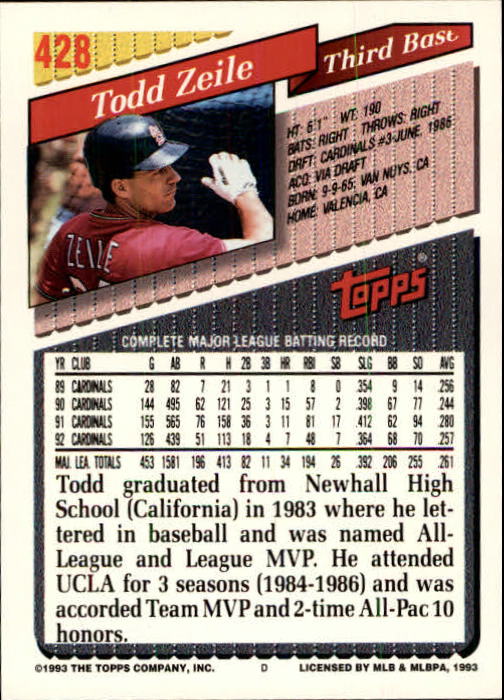 428
Todd Zeile
Third Base
HT: 6'1" WT: 190
BATS: RIGHT THROWS: RIGHT
DRFT: CARDINALS #3-JUNE, 1986
ACQ: VIA DRAFT
BORN: 9-9-65, VAN NUYS, CA
HOME: VALENCIA, CA
ZEILE
TOPPS®
COMPLETE MAJOR LEAGUE BATTING RECORD
YR CLUB G AB R H 2B 3B HR RBI SB SLG BB SO AVG
89 CARDINALS 28 82 7 21 3 1 1 8 0 .354 9 14 .256
90 CARDINALS 144 495 62 121 25 3 15 57 2 .398 67 77 .244
91 CARDINALS 155 565 76 158 36 3 11 81 17 .412 62 94 .280
92 CARDINALS 126 439 51 113 18 4 7 48 7 .364 68 70 .257
MAJ. LEA. TOTALS 453 1581 196 413 82 11 34 194 26 .392 206 255 .261
Todd graduated from Newhall High
School (California) in 1983 where he let-
tered in baseball and was named All-
League and League MVP. He attended
UCLA for 3 seasons (1984-1986) and was
accorded Team MVP and 2-time All-Pac 10
honors.
©1993 THE TOPPS COMPANY, INC. D LICENSED BY MLB & MLBPA, 1993